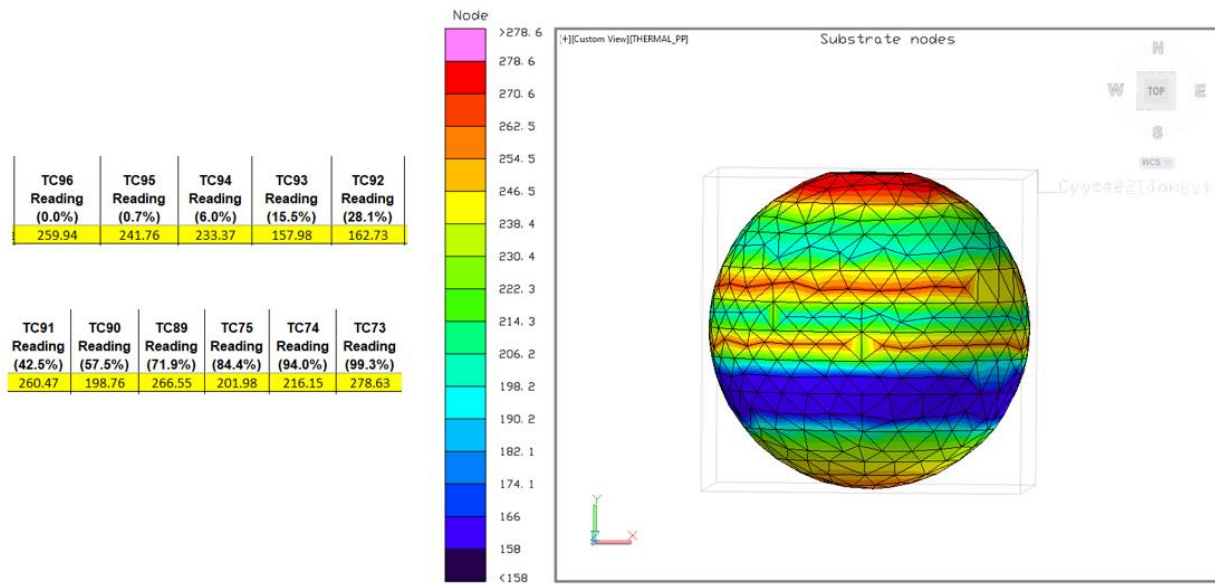 TC96 TC95 TC94 TC93 TC92
Reading Reading Reading Reading Reading
(0.0%) (0.7%) (6.0%) (15.5%) (28.1%)
259.94 241.76 233.37 157.98 162.73
TC91 TC90 TC89 TC75 TC74 TC73
Reading Reading Reading Reading Reading Reading
(42.5%) (57.5%) (71.9%) (84.4%) (94.0%) (99.3%)
260.47 198.76 266.55 201.98 216.15 278.63
Node
>278.6
278.6
270.6
262.5
254.5
246.5
238.4
230.4
222.3
214.3
206.2
198.2
190.2
182.1
174.1
166
158
<158
[+][Custom View][THERMAL_PP]
Substrate nodes
N
W TOP E
S
WCS
Y
X